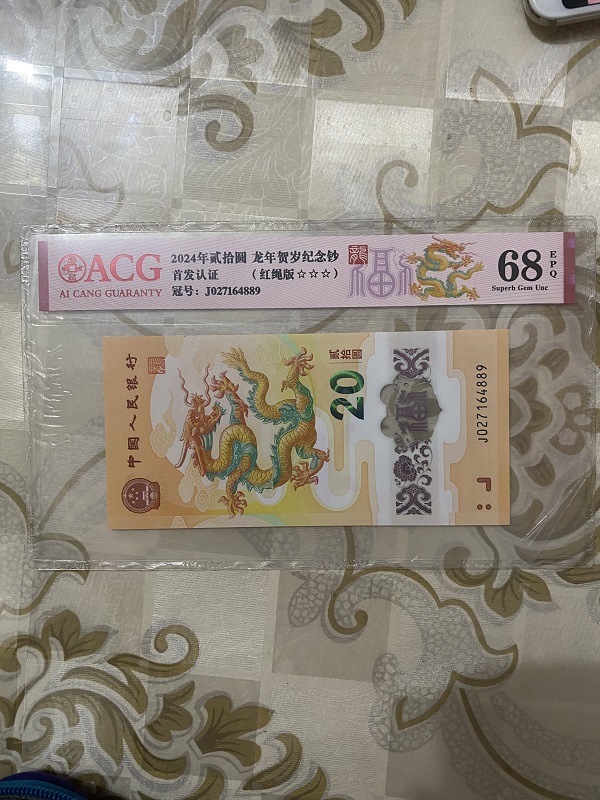 ACG
AI CANG GUARANTY
2024年贰拾圆 龙年贺岁纪念钞
首发认证 （红绳版☆☆☆）
冠号：J027164889
龍
福
68
EPQ
Superb Gem Unc
中国人民银行
贰拾圆
20
J027164889